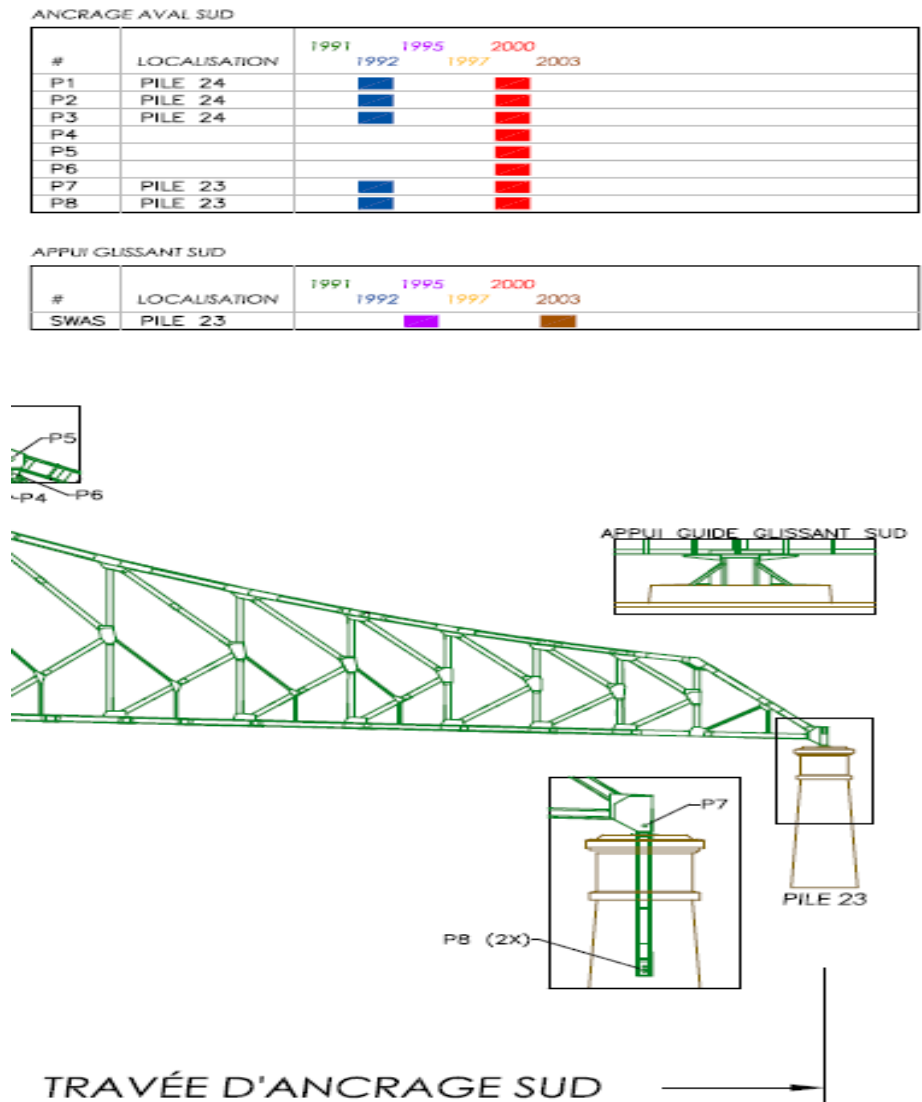 ANCRAGE AVAL SUD
1991 1995 2000
# LOCALISATION 1992 1997 2003
P1 PILE 24
P2 PILE 24
P3 PILE 24
P4
P5
P6
P7 PILE 23
P8 PILE 23
APPUI GLISSANT SUD
1991 1995 2000
# LOCALISATION 1992 1997 2003
SWAS PILE 23
P5
P4 P6
APPUI GUIDE GLISSANT SUD
P7
PILE 23
P8 (2X)
TRAVÉE D'ANCRAGE SUD